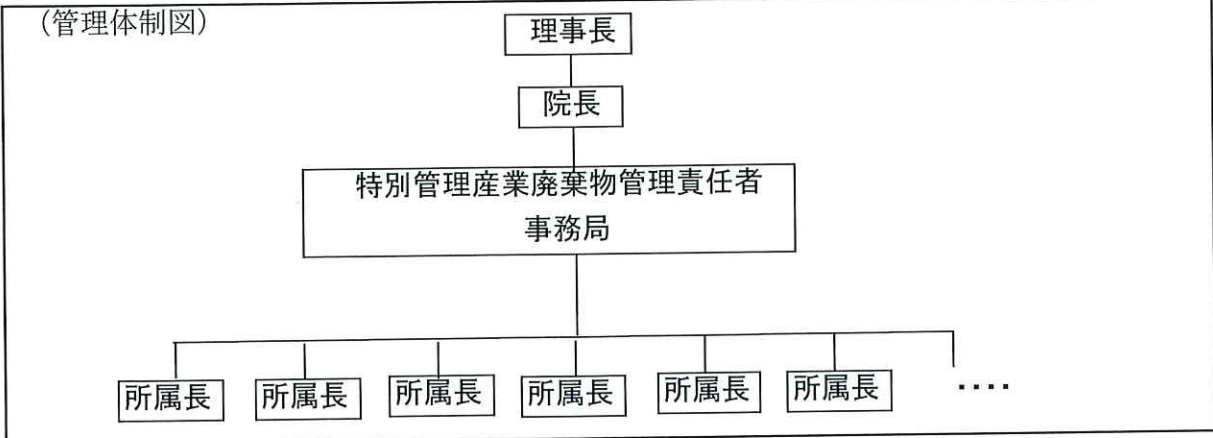 (管理体制図)
理事長
院長
特別管理産業廃棄物管理責任者
事務局
所属長 所属長 所属長 所属長 所属長 所属長 ‥‥